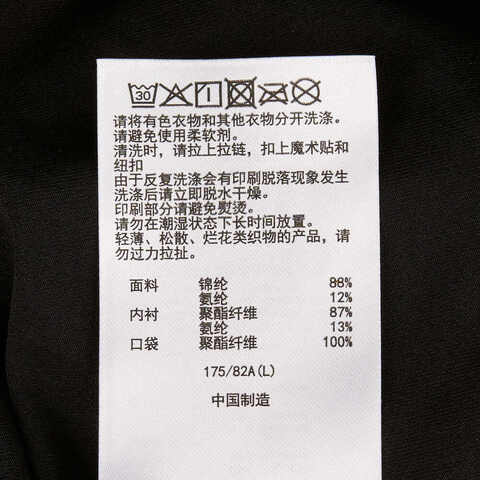 30
请将有色衣物和其他衣物分开洗涤.
请避免使用柔软剂.
清洗时，请拉上拉链，扣上魔术贴和
纽扣
由于反复洗涤会有印刷脱落现象发生
洗涤后请立即脱水干燥.
印刷部分请避免熨烫.
请勿在潮湿状态下长时间放置.
轻薄、松散、烂花类织物的产品，请
勿过力拉扯.
面料 锦纶 88%
氨纶 12%
内衬 聚酯纤维 87%
氨纶 13%
口袋 聚酯纤维 100%
175/82A(L)
中国制造